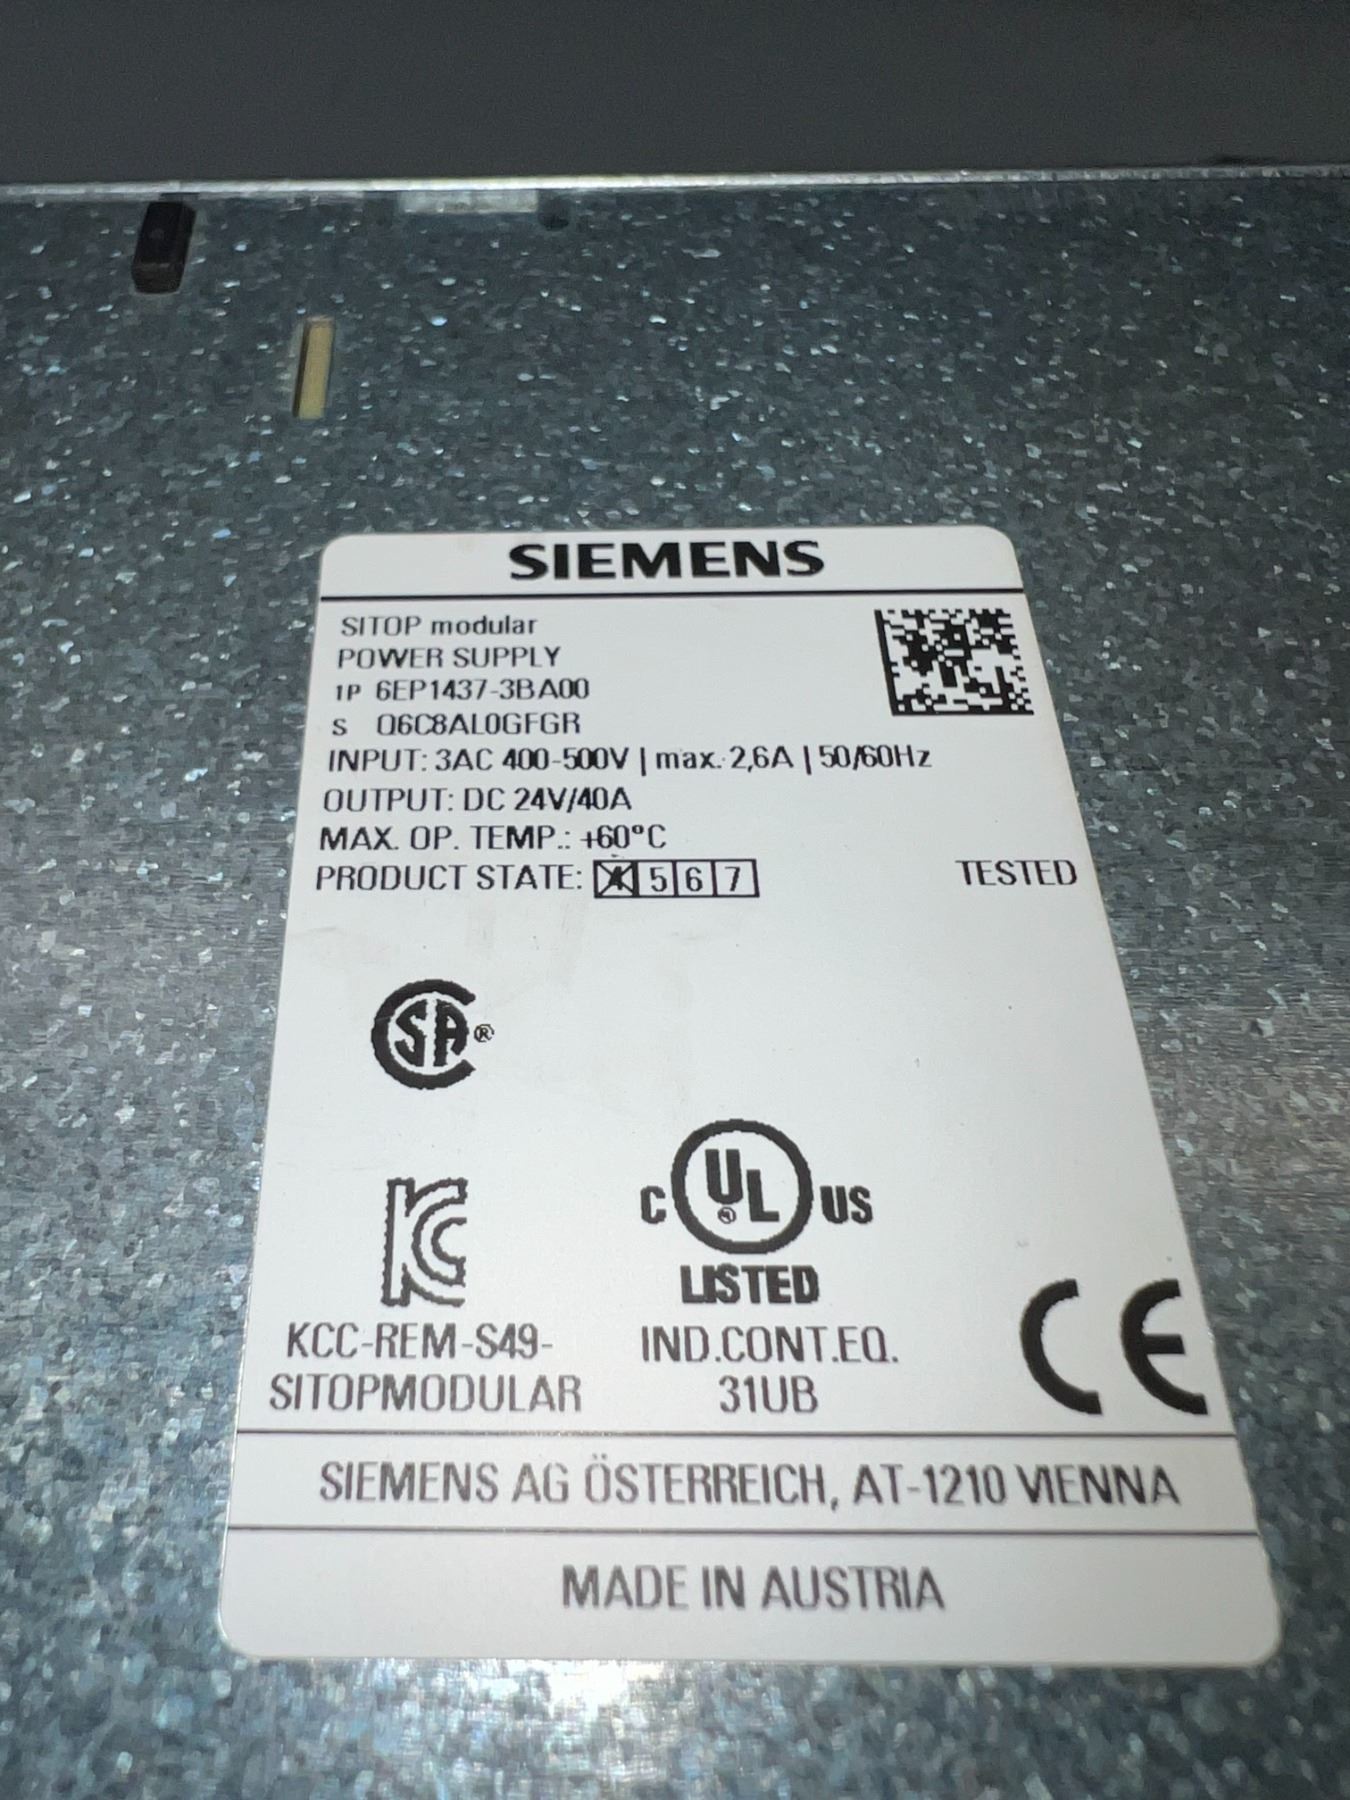 SIEMENS
SITOP modular
POWER SUPPLY
1P 6EP1437-3BA00
S Q6C8AL0GFGR
INPUT: 3AC 400-500V | max. 2,6A | 50/60Hz
OUTPUT: DC 24V/40A
MAX. OP. TEMP.: +60°C
PRODUCT STATE: 4 5 6 7 TESTED
CSA®
C UL US
LISTED
KCC-REM-S49-
SITOPMODULAR
IND.CONT.EQ.
31UB
CE
SIEMENS AG ÖSTERREICH, AT-1210 VIENNA
MADE IN AUSTRIA